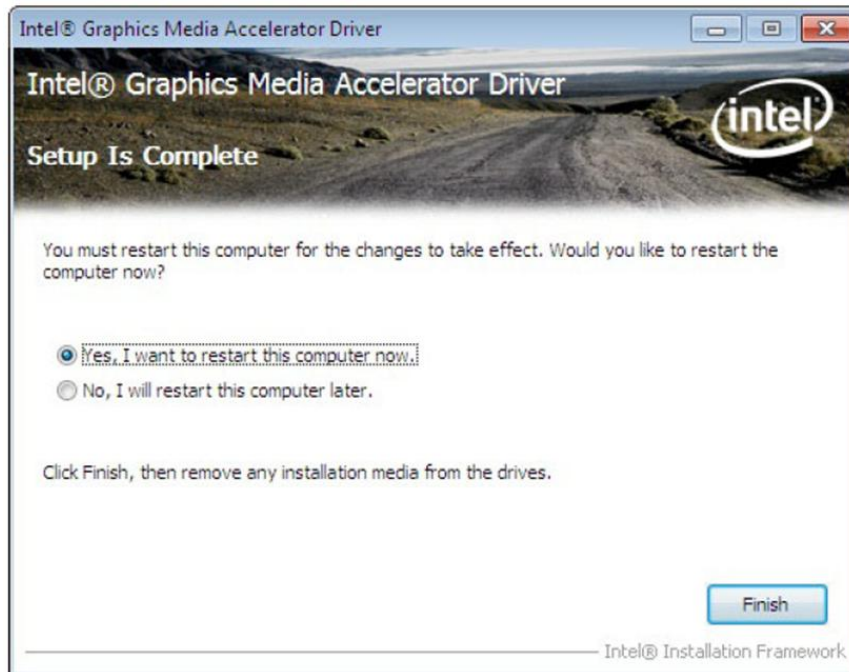 Intel® Graphics Media Accelerator Driver
Intel® Graphics Media Accelerator Driver
intel
Setup Is Complete
You must restart this computer for the changes to take effect. Would you like to restart the
computer now?
Yes, I want to restart this computer now.
No, I will restart this computer later.
Click Finish, then remove any installation media from the drives.
Finish
Intel® Installation Framework